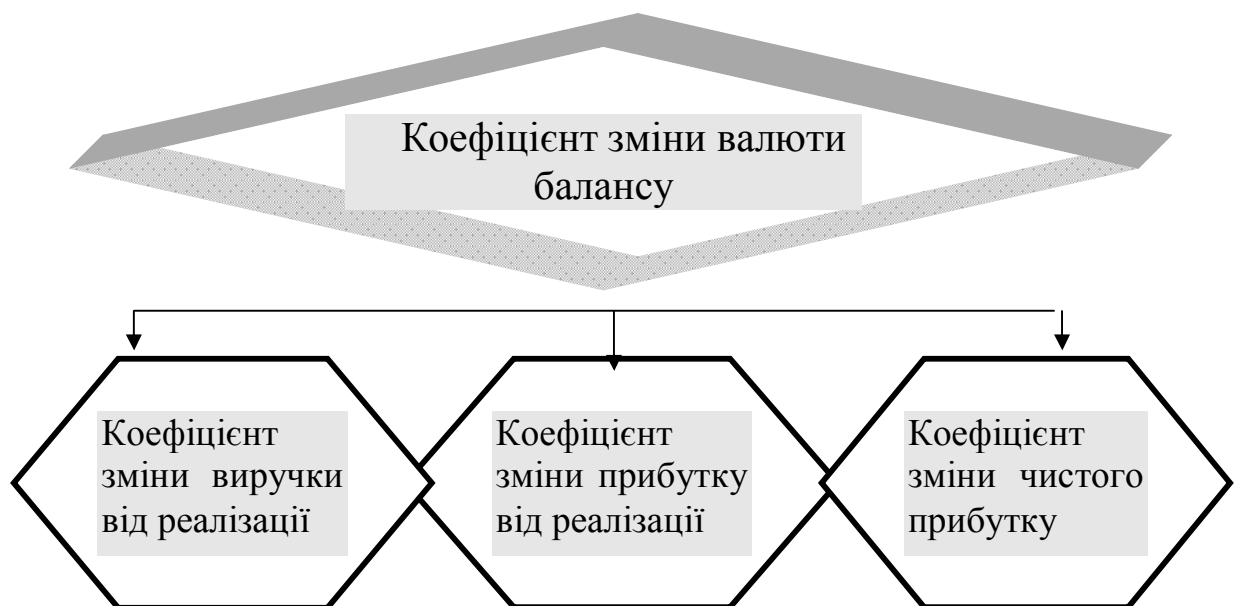 Коефіцієнт зміни валюти
балансу
Коефіцієнт
зміни виручки
від реалізації
Коефіцієнт
зміни прибутку
від реалізації
Коефіцієнт
зміни чистого
прибутку